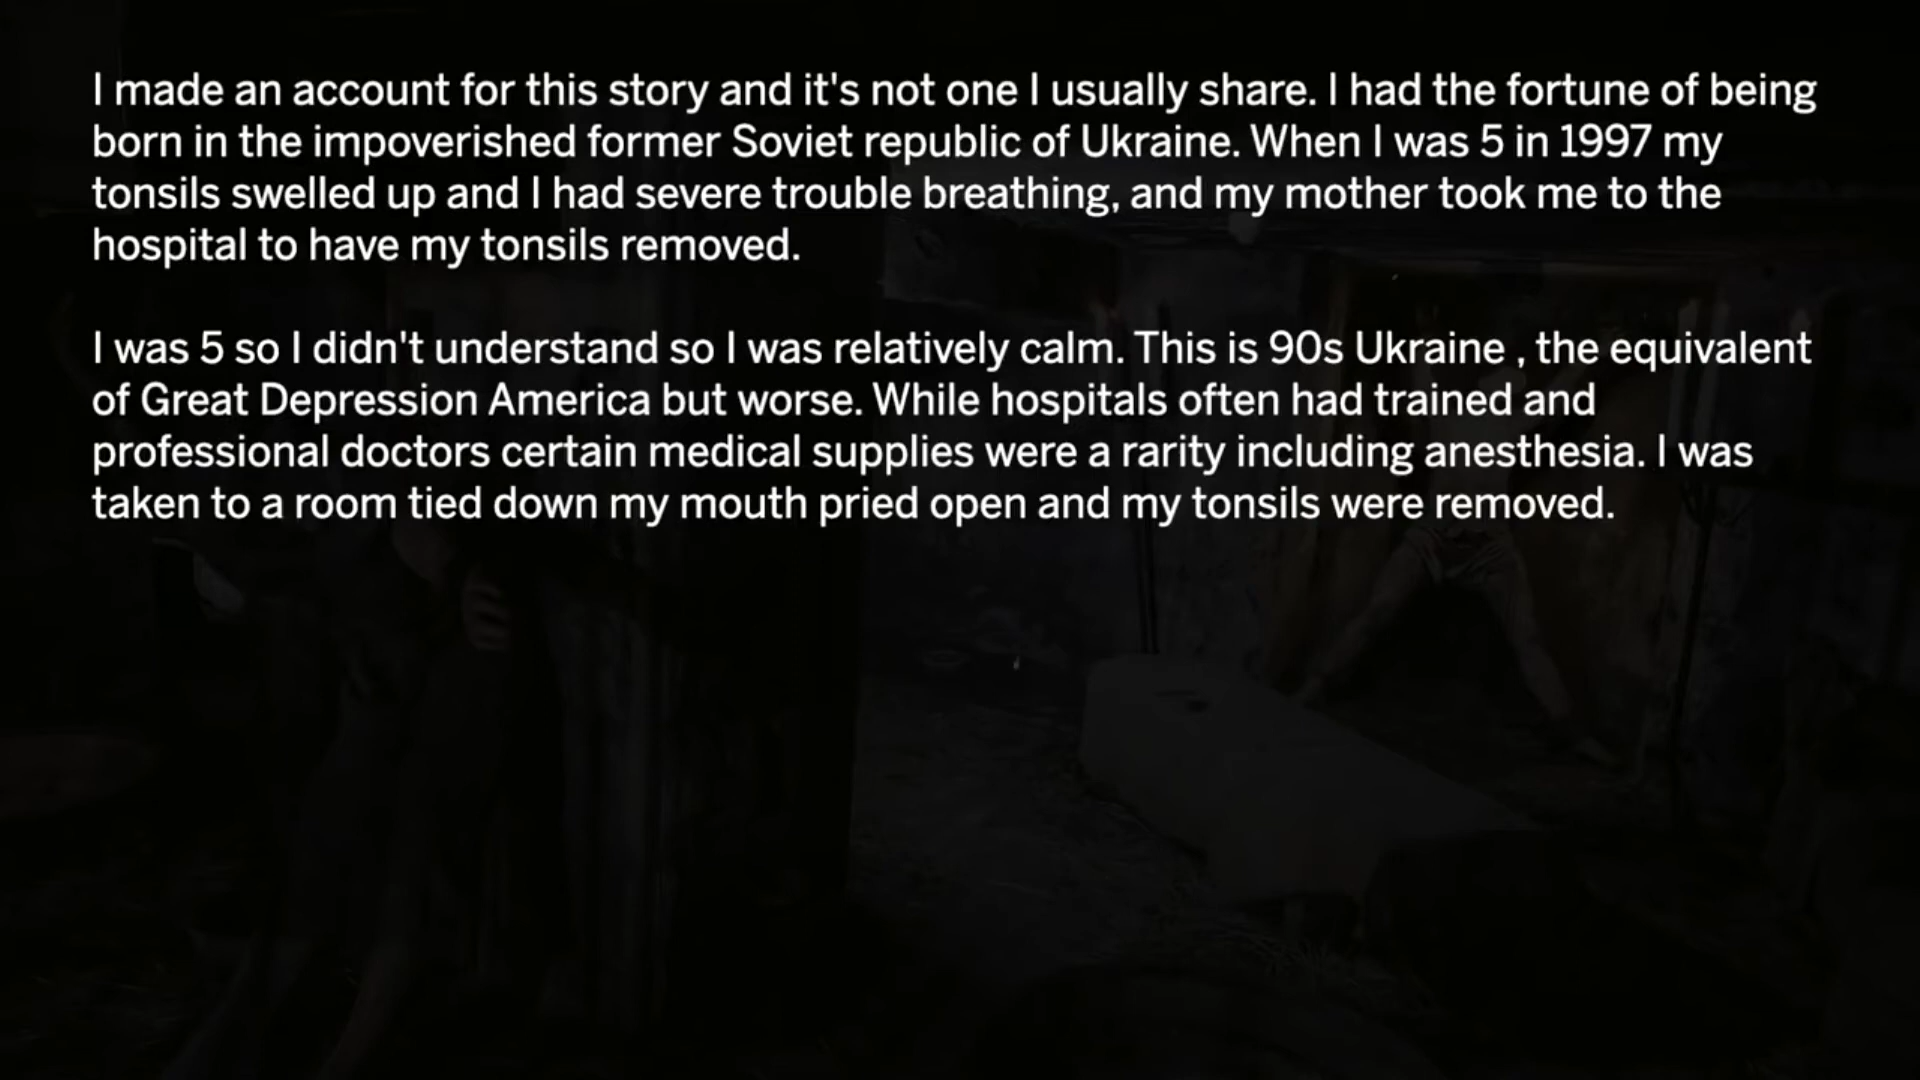 I made an account for this story and it's not one I usually share. I had the fortune of being
born in the impoverished former Soviet republic of Ukraine. When I was 5 in 1997 my
tonsils swelled up and I had severe trouble breathing, and my mother took me to the
hospital to have my tonsils removed.
I was 5 so I didn't understand so I was relatively calm. This is 90s Ukraine , the equivalent
of Great Depression America but worse. While hospitals often had trained and
professional doctors certain medical supplies were a rarity including anesthesia. I was
taken to a room tied down my mouth pried open and my tonsils were removed.